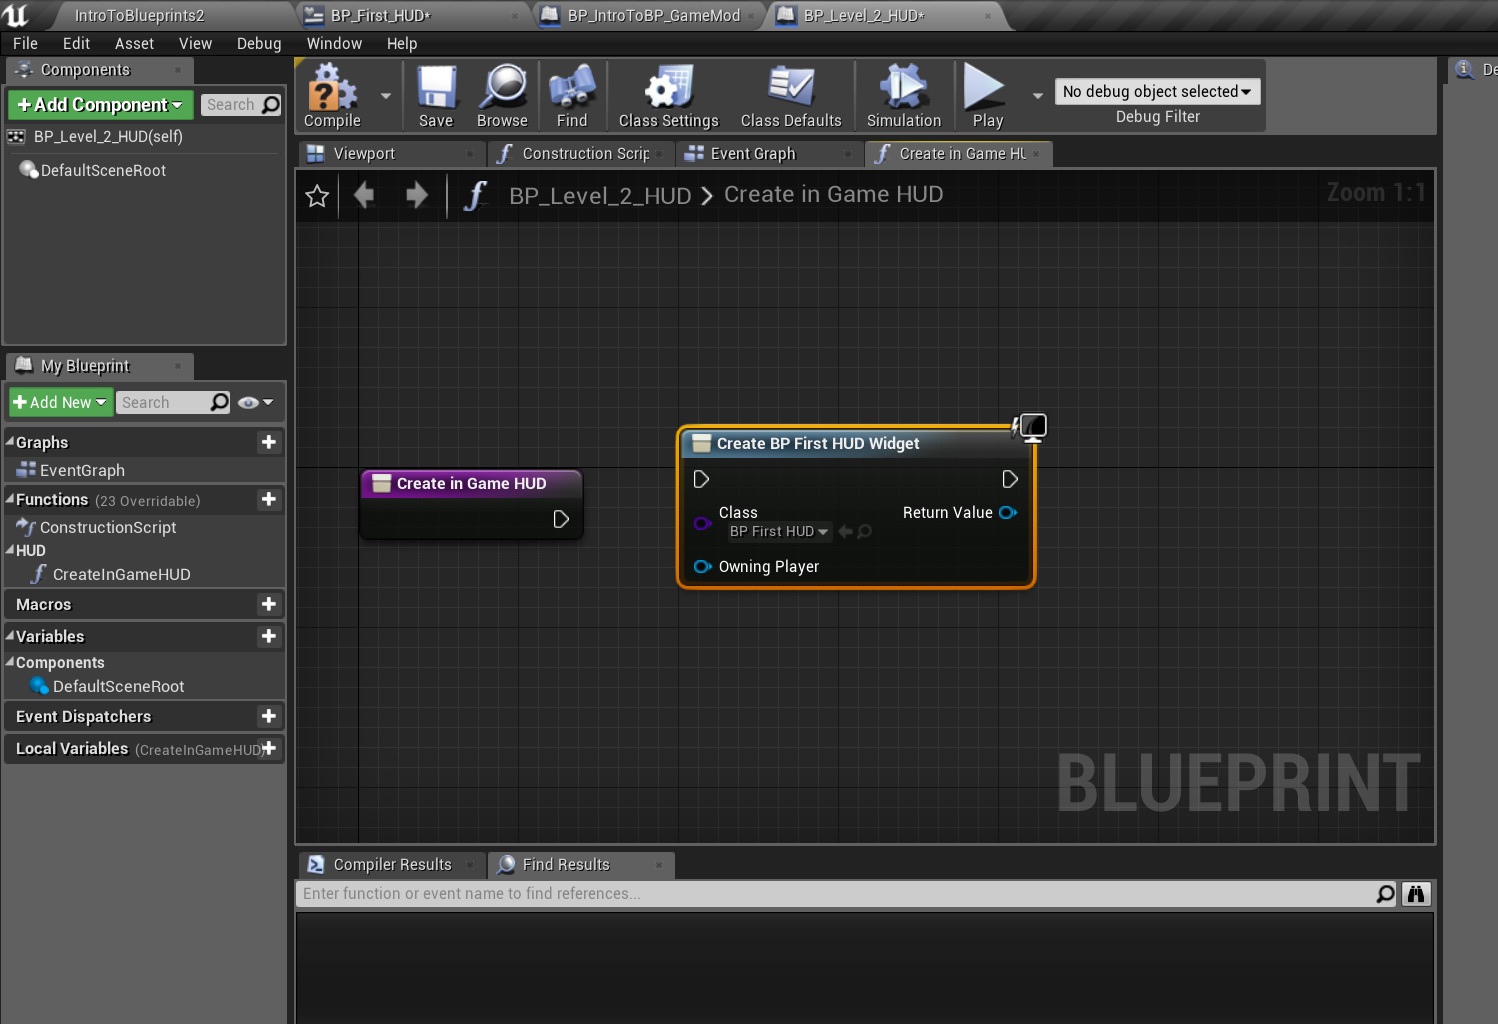 IntroToBlueprints2
BP_First_HUD*
BP_IntroToBP_GameMod
BP_Level_2_HUD*
File Edit Asset View Debug Window Help
Components
De
+Add Component
Search
Compile
Save
Browse
Find
Class Settings
Class Defaults
Simulation
Play
No debug object selected
Debug Filter
BP_Level_2_HUD(self)
DefaultSceneRoot
Viewport
Construction Scrip
Event Graph
Create in Game HU
BP_Level_2_HUD > Create in Game HUD
Zoom 1:1
My Blueprint
+Add New
Search
Graphs
EventGraph
Functions (23 Overridable)
ConstructionScript
HUD
CreateInGameHUD
Macros
Variables
Components
DefaultSceneRoot
Event Dispatchers
Local Variables (CreateInGameHUD)
Create in Game HUD
Create BP First HUD Widget
Class
BP First HUD
Return Value
Owning Player
BLUEPRINT
Compiler Results
Find Results
Enter function or event name to find references...